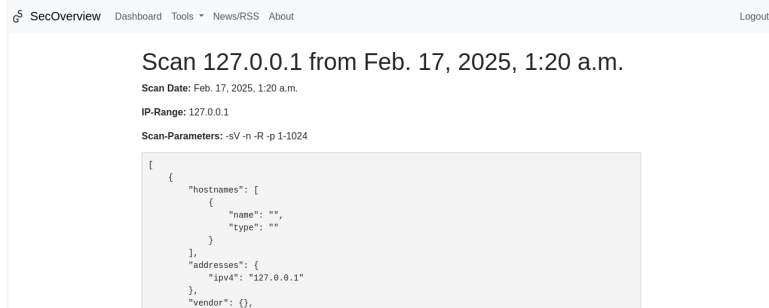 GS SecOverview Dashboard Tools News/RSS About Logout
Scan 127.0.0.1 from Feb. 17, 2025, 1:20 a.m.
Scan Date: Feb. 17, 2025, 1:20 a.m.
IP-Range: 127.0.0.1
Scan-Parameters: -sV -n -R -p 1-1024
[
    {
        "hostnames": [
            {
                "name": "",
                "type": ""
            }
        ],
        "addresses": {
            "ipv4": "127.0.0.1"
        },
        "vendor": {},